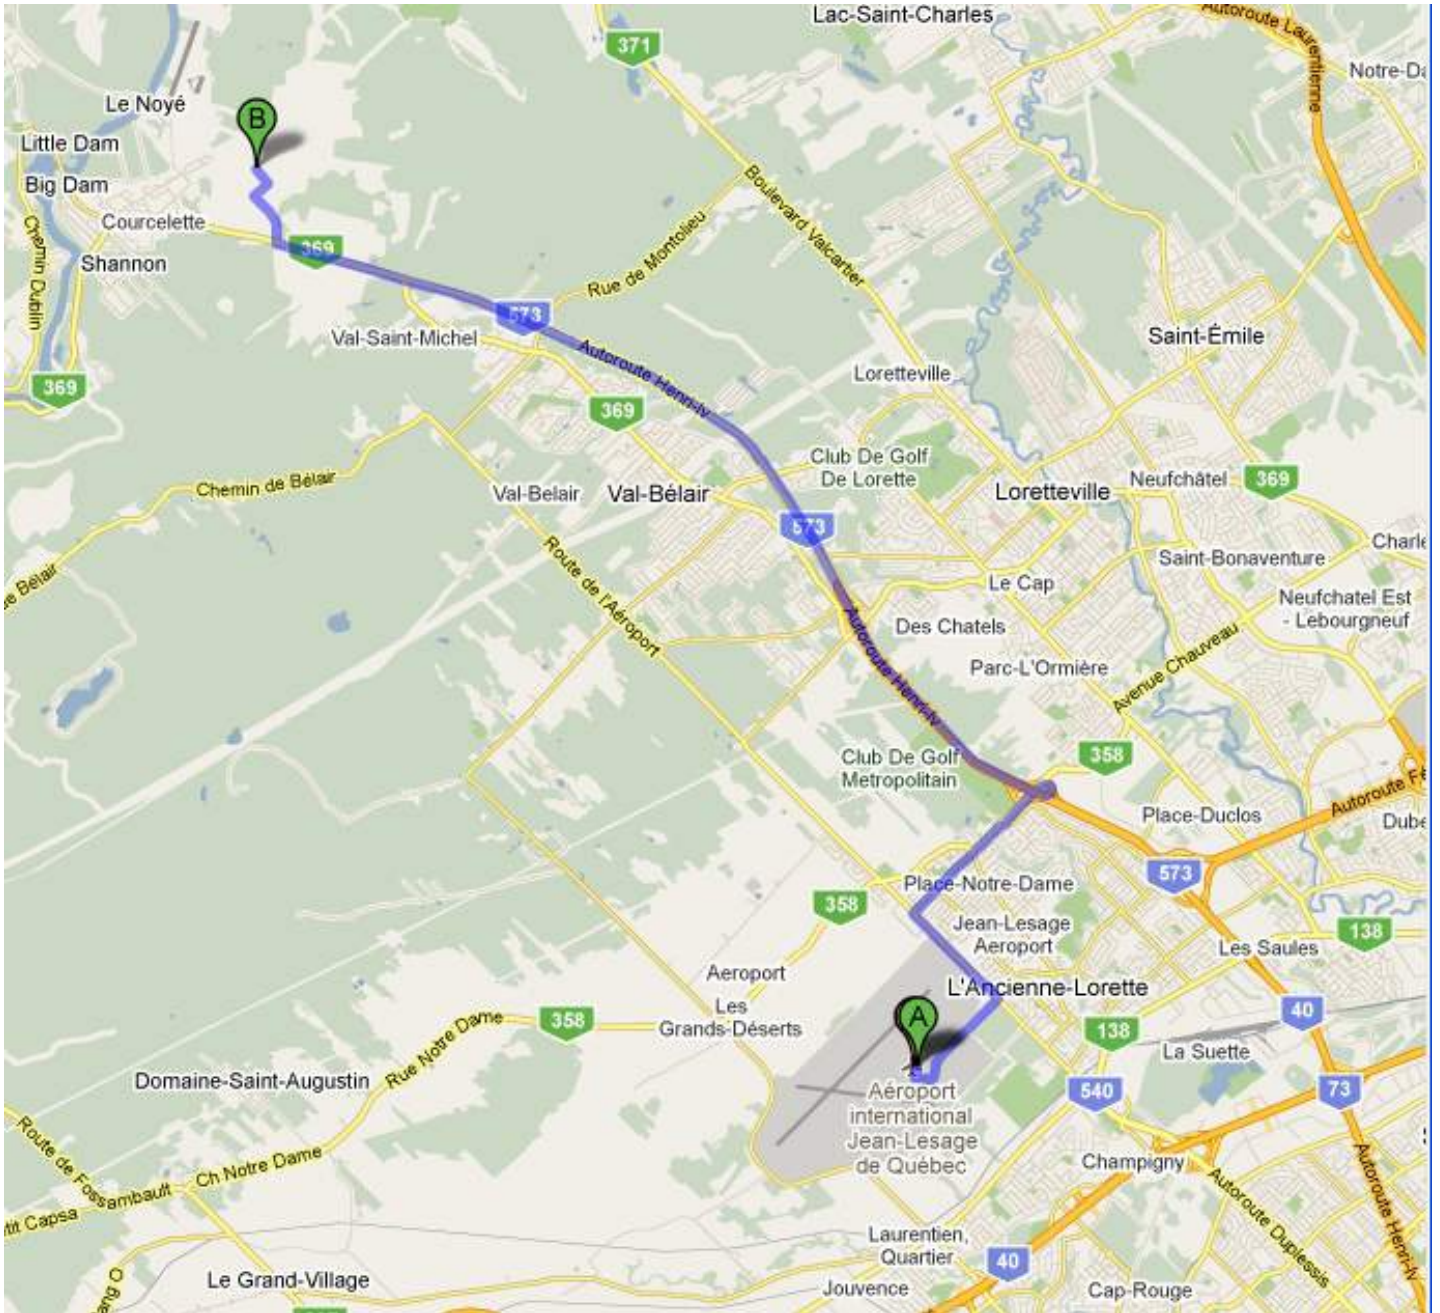 Lac-Saint-Charles
Autoroute Laurentienne
371
Notre-Da
Le Noyé
B
Little Dam
Big Dam
Boulevard Valcartier
Courcelette
369
Rue de Montolieu
Chemin Dublin
Shannon
573
Val-Saint-Michel
Saint-Émile
Autoroute Henri-Iv
Loretteville
369
369
Club De Golf
De Lorette
Chemin de Bélair
Val-Belair
Val-Bélair
Loretteville
Neufchâtel
369
573
Route de l'Aéroport
Charle
Saint-Bonaventure
e Bélair
Le Cap
Neufchatel Est
- Lebourgneuf
Des Chatels
Autoroute Henri-Iv
Parc-L'Ormière
Avenue Chauveau
Club De Golf
Metropolitain
358
Autoroute Fé
Place-Duclos
Dube
573
Place-Notre-Dame
358
Jean-Lesage
Aeroport
138
Les Saules
Aeroport
L'Ancienne-Lorette
Les
Grands-Déserts
40
358
A
138
Rue Notre Dame
La Suette
Domaine-Saint-Augustin
540
73
Aéroport
international
Jean-Lesage
de Québec
Route de Fossambault
Ch Notre Dame
Champigny
Autoroute Duplessis
Autoroute Henri-Iv
tit Capsa
Laurentien,
Quartier
40
ang O
Le Grand-Village
Jouvence
Cap-Rouge